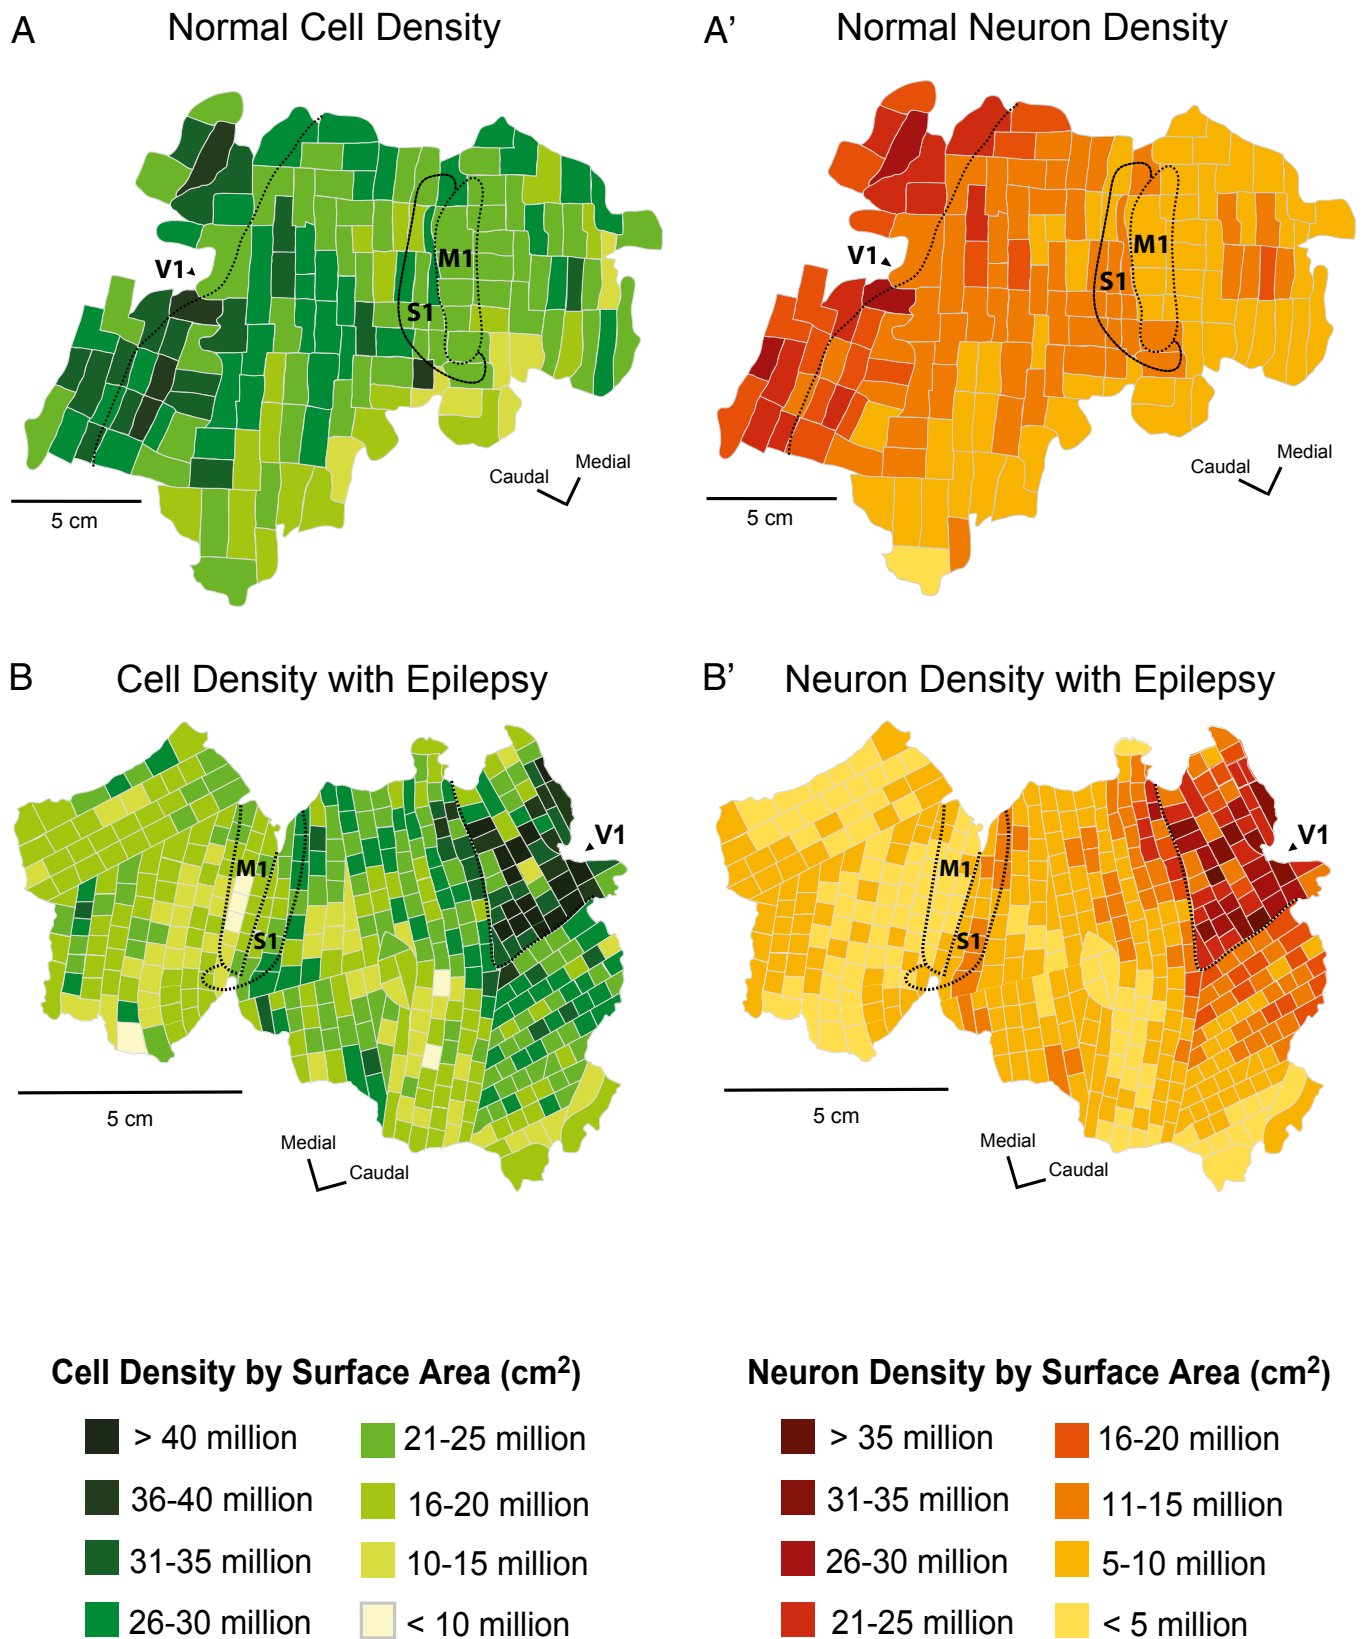 A
Normal Cell Density
A’
Normal Neuron Density
V1
M1
S1
Caudal
Medial
5 cm
V1
M1
S1
Caudal
Medial
5 cm
B
Cell Density with Epilepsy
B’
Neuron Density with Epilepsy
M1
S1
V1
5 cm
Medial
Caudal
M1
S1
V1
5 cm
Medial
Caudal
Cell Density by Surface Area (cm²)
> 40 million
21-25 million
36-40 million
16-20 million
31-35 million
10-15 million
26-30 million
< 10 million
Neuron Density by Surface Area (cm²)
> 35 million
16-20 million
31-35 million
11-15 million
26-30 million
5-10 million
21-25 million
< 5 million